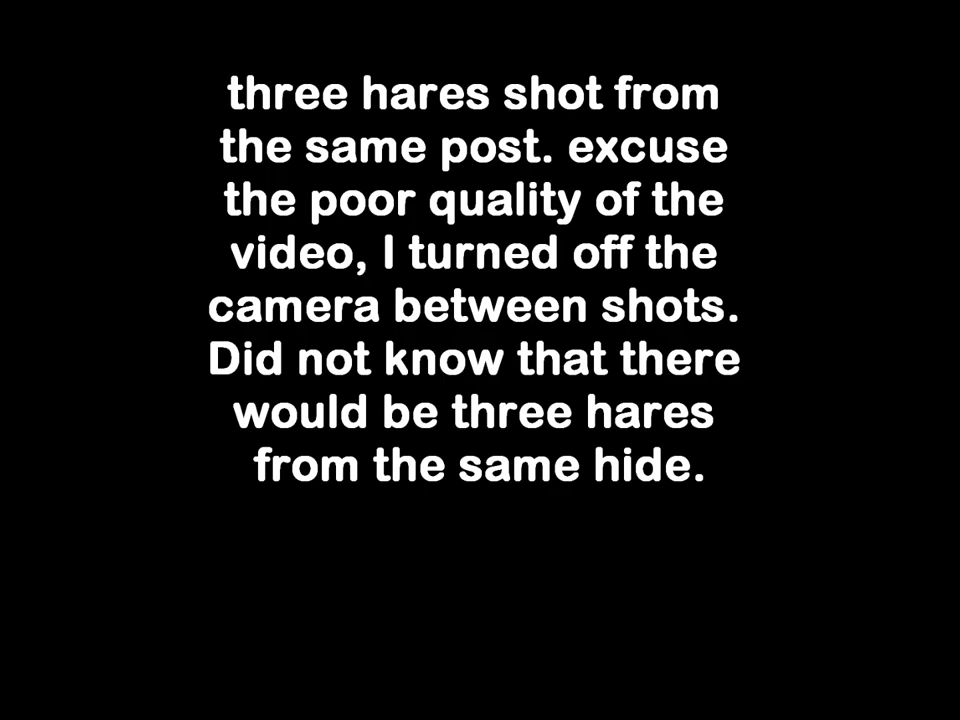 three hares shot from
the same post. excuse
the poor quality of the
video, I turned off the
camera between shots.
Did not know that there
would be three hares
from the same hide.